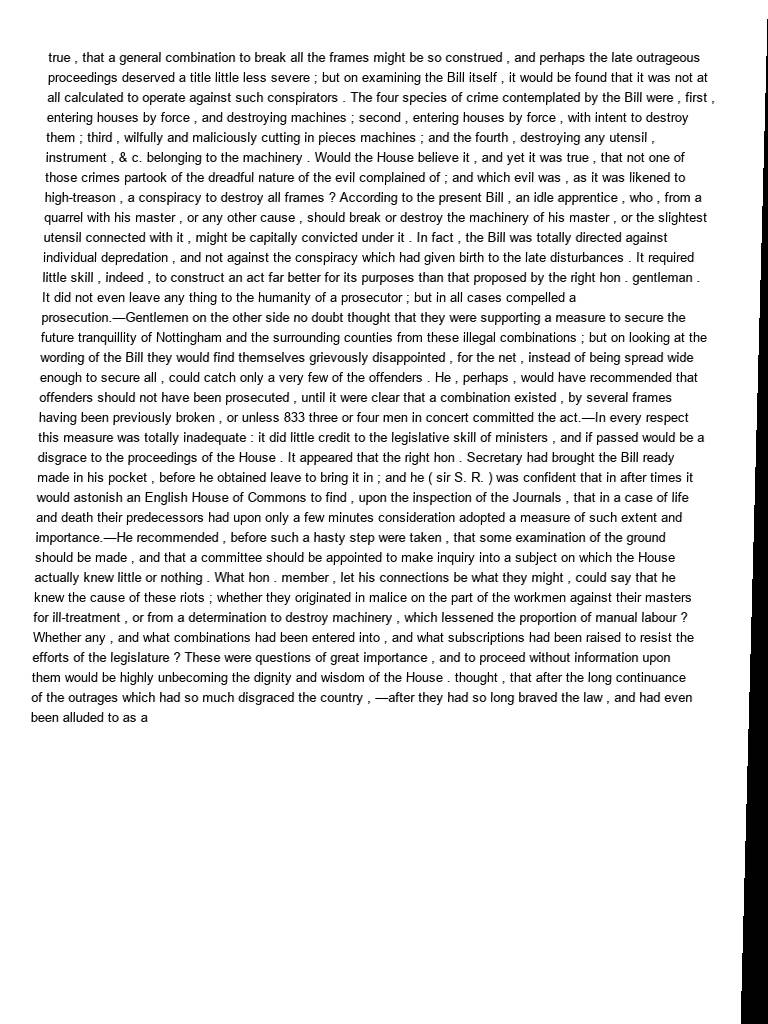 true , that a general combination to break all the frames might be so construed , and perhaps the late outrageous
proceedings deserved a title little less severe ; but on examining the Bill itself , it would be found that it was not at
all calculated to operate against such conspirators . The four species of crime contemplated by the Bill were , first ,
entering houses by force , and destroying machines ; second , entering houses by force , with intent to destroy
them ; third , wilfully and maliciously cutting in pieces machines ; and the fourth , destroying any utensil ,
instrument , & c. belonging to the machinery . Would the House believe it , and yet it was true , that not one of
those crimes partook of the dreadful nature of the evil complained of ; and which evil was , as it was likened to
high-treason , a conspiracy to destroy all frames ? According to the present Bill , an idle apprentice , who , from a
quarrel with his master , or any other cause , should break or destroy the machinery of his master , or the slightest
utensil connected with it , might be capitally convicted under it . In fact , the Bill was totally directed against
individual depredation , and not against the conspiracy which had given birth to the late disturbances . It required
little skill , indeed , to construct an act far better for its purposes than that proposed by the right hon . gentleman .
It did not even leave any thing to the humanity of a prosecutor ; but in all cases compelled a
prosecution.—Gentlemen on the other side no doubt thought that they were supporting a measure to secure the
future tranquillity of Nottingham and the surrounding counties from these illegal combinations ; but on looking at the
wording of the Bill they would find themselves grievously disappointed , for the net , instead of being spread wide
enough to secure all , could catch only a very few of the offenders . He , perhaps , would have recommended that
offenders should not have been prosecuted , until it were clear that a combination existed , by several frames
having been previously broken , or unless 833 three or four men in concert committed the act.—In every respect
this measure was totally inadequate : it did little credit to the legislative skill of ministers , and if passed would be a
disgrace to the proceedings of the House . It appeared that the right hon . Secretary had brought the Bill ready
made in his pocket , before he obtained leave to bring it in ; and he ( sir S. R. ) was confident that in after times it
would astonish an English House of Commons to find , upon the inspection of the Journals , that in a case of life
and death their predecessors had upon only a few minutes consideration adopted a measure of such extent and
importance.—He recommended , before such a hasty step were taken , that some examination of the ground
should be made , and that a committee should be appointed to make inquiry into a subject on which the House
actually knew little or nothing . What hon . member , let his connections be what they might , could say that he
knew the cause of these riots ; whether they originated in malice on the part of the workmen against their masters
for ill-treatment , or from a determination to destroy machinery , which lessened the proportion of manual labour ?
Whether any , and what combinations had been entered into , and what subscriptions had been raised to resist the
efforts of the legislature ? These were questions of great importance , and to proceed without information upon
them would be highly unbecoming the dignity and wisdom of the House . thought , that after the long continuance
of the outrages which had so much disgraced the country , —after they had so long braved the law , and had even
been alluded to as a